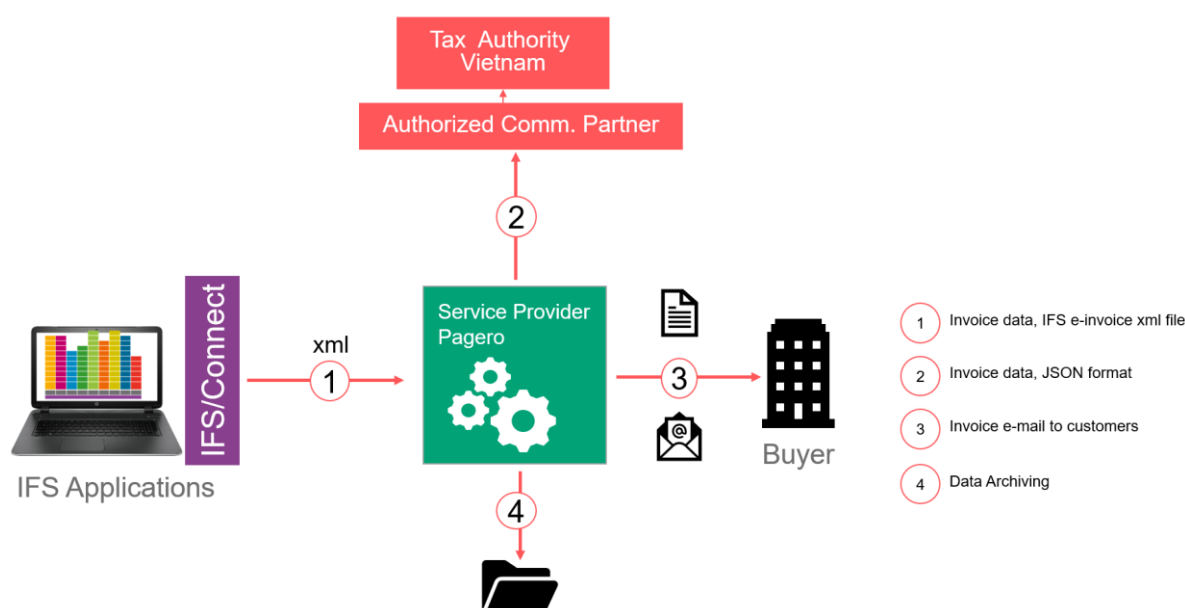 Tax Authority
Vietnam
Authorized Comm. Partner
2
IFS/Connect
xml
1
Service Provider
Pagero
3
@
Buyer
IFS Applications
4
1 Invoice data, IFS e-invoice xml file
2 Invoice data, JSON format
3 Invoice e-mail to customers
4 Data Archiving